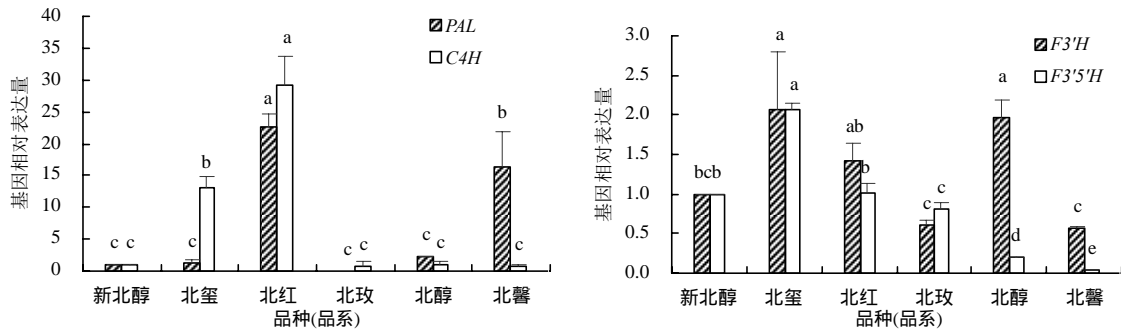 40
35
30
25
20
15
10
5
0
基因相对表达量
PAL
C4H
c c
c b
a a
c c
c c
b c
新北醇 北玺 北红 北玫 北醇 北馨
品种(品系)
3.0
2.5
2.0
1.5
1.0
0.5
0.0
基因相对表达量
F3'H
F3'5'H
bcb
a a
ab b
c c
a d
c e
新北醇 北玺 北红 北玫 北醇 北馨
品种(品系)